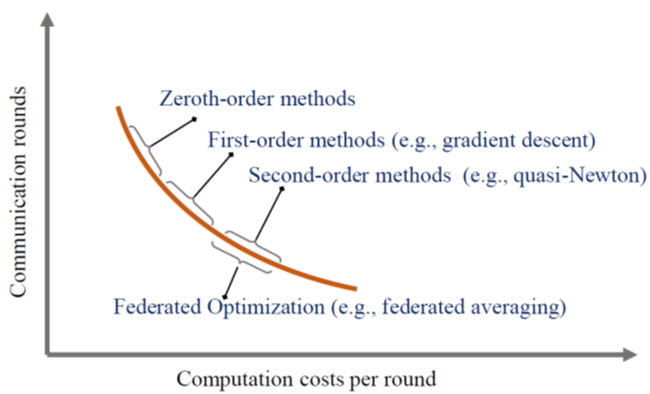 Communication rounds
Zeroth-order methods
First-order methods (e.g., gradient descent)
Second-order methods (e.g., quasi-Newton)
Federated Optimization (e.g., federated averaging)
Computation costs per round